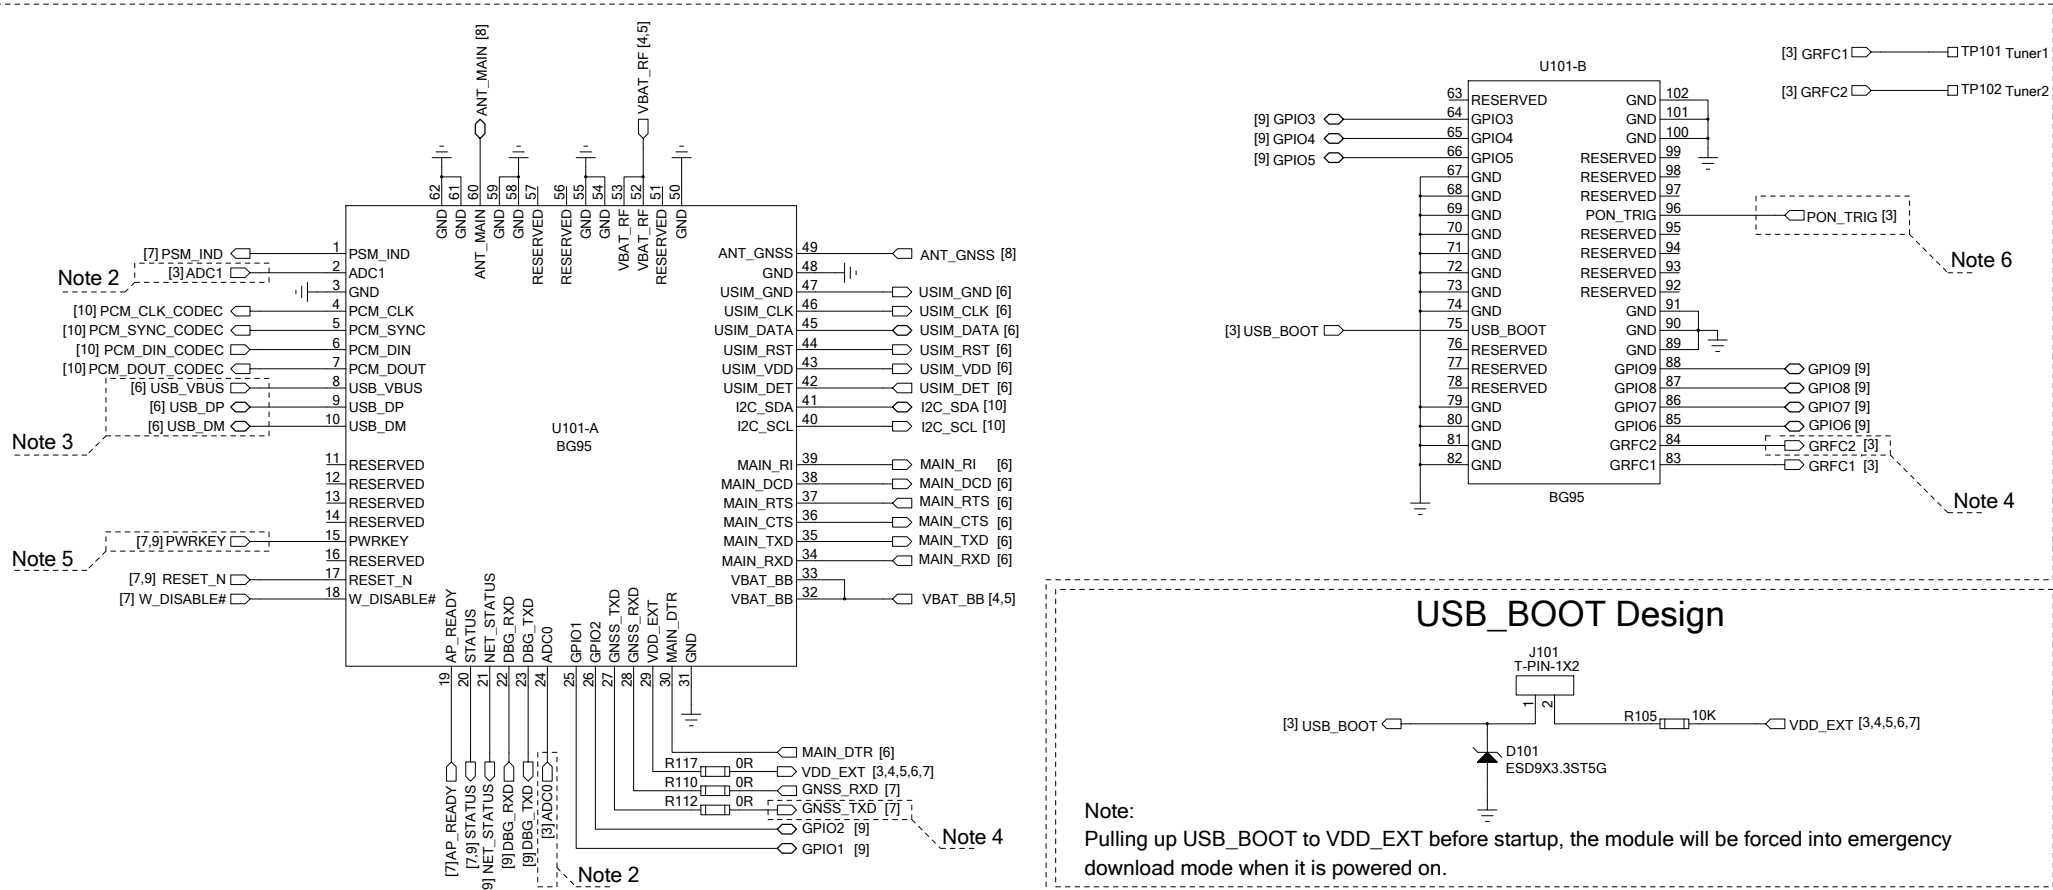 ANT_MAIN [8]
VBAT_RF [4,5]
62 61 60 59 58 57 56 55 54 53 52 51 50
GND GND ANT_MAIN GND GND RESERVED RESERVED GND GND VBAT_RF VBAT_RF RESERVED GND
Note 2
[7] PSM_IND 1 PSM_IND
[3] ADC1 2 ADC1
3 GND
[10] PCM_CLK_CODEC 4 PCM_CLK
[10] PCM_SYNC_CODEC 5 PCM_SYNC
[10] PCM_DIN_CODEC 6 PCM_DIN
[10] PCM_DOUT_CODEC 7 PCM_DOUT
[6] USB_VBUS 8 USB_VBUS
[6] USB_DP 9 USB_DP
[6] USB_DM 10 USB_DM
Note 3
11 RESERVED
12 RESERVED
13 RESERVED
14 RESERVED
[7,9] PWRKEY 15 PWRKEY
Note 5
16 RESERVED
[7,9] RESET_N 17 RESET_N
[7] W_DISABLE# 18 W_DISABLE#
U101-A
BG95
ANT_GNSS 49 ANT_GNSS [8]
GND 48
USIM_GND 47 USIM_GND [6]
USIM_CLK 46 USIM_CLK [6]
USIM_DATA 45 USIM_DATA [6]
USIM_RST 44 USIM_RST [6]
USIM_VDD 43 USIM_VDD [6]
USIM_DET 42 USIM_DET [6]
I2C_SDA 41 I2C_SDA [10]
I2C_SCL 40 I2C_SCL [10]
MAIN_RI 39 MAIN_RI [6]
MAIN_DCD 38 MAIN_DCD [6]
MAIN_RTS 37 MAIN_RTS [6]
MAIN_CTS 36 MAIN_CTS [6]
MAIN_TXD 35 MAIN_TXD [6]
MAIN_RXD 34 MAIN_RXD [6]
VBAT_BB 33
VBAT_BB 32 VBAT_BB [4,5]
AP_READY STATUS NET_STATUS DBG_RXD DBG_TXD ADC0 GPIO1 GPIO2 GNSS_TXD GNSS_RXD VDD_EXT MAIN_DTR GND
19 20 21 22 23 24 25 26 27 28 29 30 31
[7] AP_READY
[7,9] STATUS
9] NET_STATUS
[9] DBG_RXD
[9] DBG_TXD
[3] ADC0
Note 2
MAIN_DTR [6]
R117 0R VDD_EXT [3,4,5,6,7]
R110 0R GNSS_RXD [7]
R112 0R GNSS_TXD [7]
GPIO2 [9]
GPIO1 [9]
Note 4
U101-B
63 RESERVED
[9] GPIO3 64 GPIO3
[9] GPIO4 65 GPIO4
[9] GPIO5 66 GPIO5
67 GND
68 GND
69 GND
70 GND
71 GND
72 GND
73 GND
74 GND
[3] USB_BOOT 75 USB_BOOT
76 RESERVED
77 RESERVED
78 RESERVED
79 GND
80 GND
81 GND
82 GND
BG95
GND 102
GND 101
GND 100
RESERVED 99
RESERVED 98
RESERVED 97
PON_TRIG 96 PON_TRIG [3]
RESERVED 95
RESERVED 94
RESERVED 93
RESERVED 92
GND 91
GND 90
GND 89
GPIO9 88 GPIO9 [9]
GPIO8 87 GPIO8 [9]
GPIO7 86 GPIO7 [9]
GPIO6 85 GPIO6 [9]
GRFC2 84 GRFC2 [3]
GRFC1 83 GRFC1 [3]
Note 6
Note 4
[3] GRFC1 TP101 Tuner1
[3] GRFC2 TP102 Tuner2
USB_BOOT Design
J101
T-PIN-1X2
1 2
[3] USB_BOOT
R105 10K VDD_EXT [3,4,5,6,7]
D101
ESD9X3.3ST5G
Note:
Pulling up USB_BOOT to VDD_EXT before startup, the module will be forced into emergency
download mode when it is powered on.